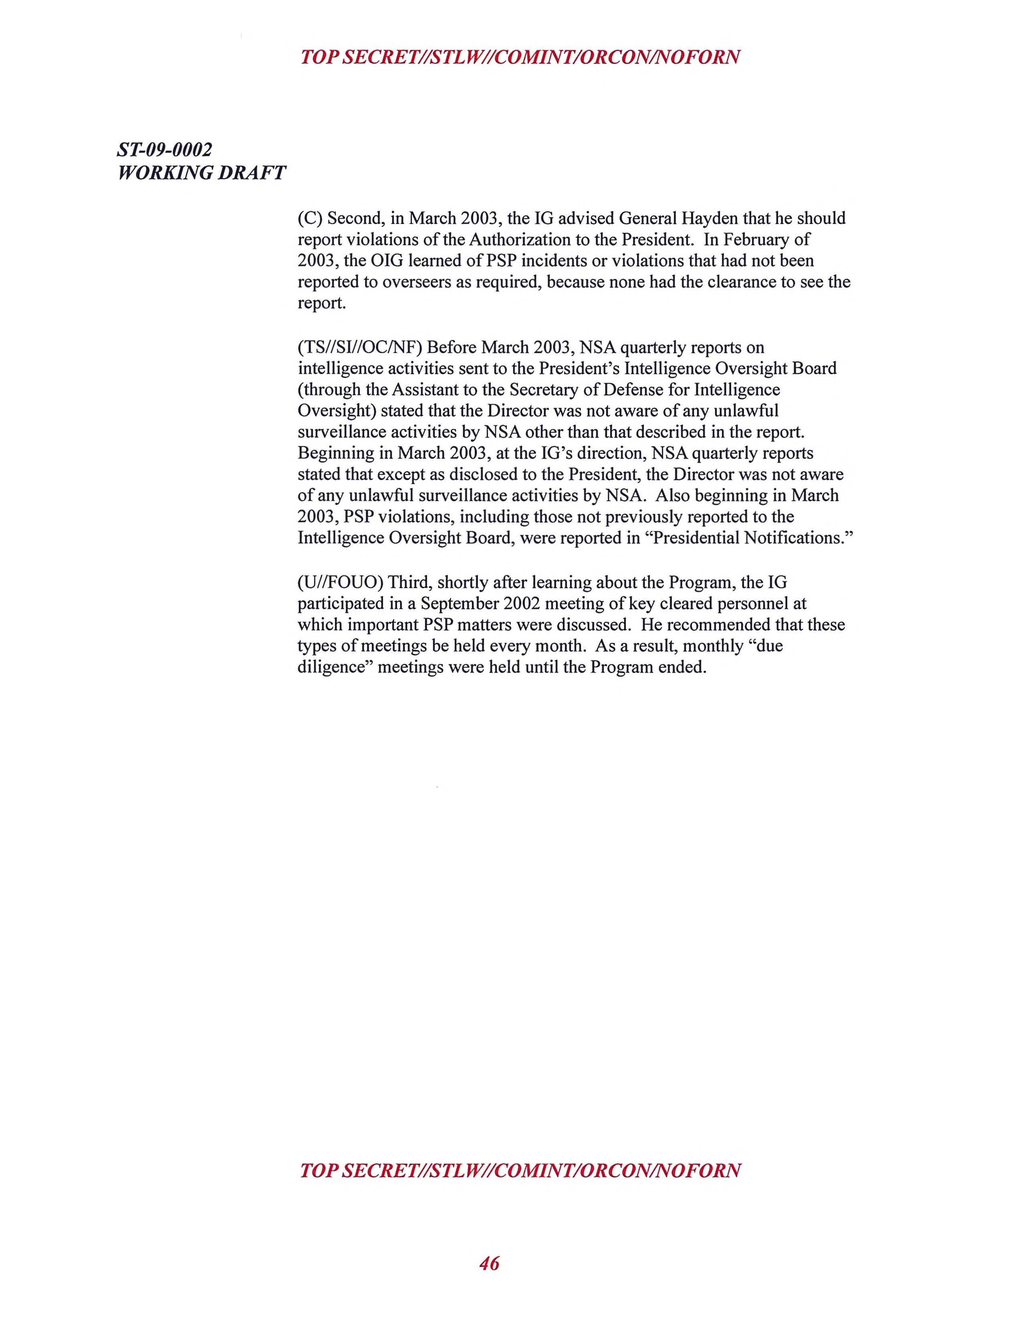 TOP SECRET//STLW//COMINT/ORCON/NOFORN
ST-09-0002
WORKING DRAFT
(C) Second, in March 2003, the IG advised General Hayden that he should
report violations of the Authorization to the President. In February of
2003, the OIG learned of PSP incidents or violations that had not been
reported to overseers as required, because none had the clearance to see the
report.
(TS//SI//OC/NF) Before March 2003, NSA quarterly reports on
intelligence activities sent to the President’s Intelligence Oversight Board
(through the Assistant to the Secretary of Defense for Intelligence
Oversight) stated that the Director was not aware of any unlawful
surveillance activities by NSA other than that described in the report.
Beginning in March 2003, at the IG’s direction, NSA quarterly reports
stated that except as disclosed to the President, the Director was not aware
of any unlawful surveillance activities by NSA. Also beginning in March
2003, PSP violations, including those not previously reported to the
Intelligence Oversight Board, were reported in “Presidential Notifications.”
(U//FOUO) Third, shortly after learning about the Program, the IG
participated in a September 2002 meeting of key cleared personnel at
which important PSP matters were discussed. He recommended that these
types of meetings be held every month. As a result, monthly “due
diligence” meetings were held until the Program ended.
TOP SECRET//STLW//COMINT/ORCON/NOFORN
46